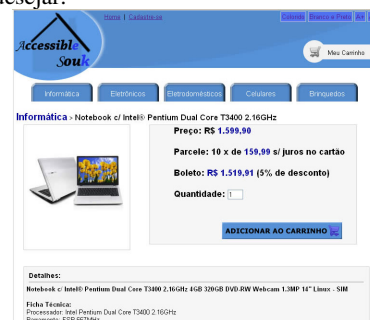 desejar.
Home | Cadastre-se
Colorido | Branco e Preto | A+ |
Accessible
Souk
Meu Carrinho
Informática
Eletrônicos
Eletrodomésticos
Celulares
Brinquedos
Informática > Notebook c/ Intel® Pentium Dual Core T3400 2.16GHz
Preço: R$ 1.599,90
Parcele: 10 x de 159,99 s/ juros no cartão
Boleto: R$ 1.519,91 (5% de desconto)
Quantidade: 1
ADICIONAR AO CARRINHO
Detalhes:
Notebook c/ Intel® Pentium Dual Core T3400 2.16GHz 4GB 320GB DVD-RW Webcam 1.3MP 14" Linux - SIM
Ficha Técnica:
Processador: Intel Pentium Dual Core T3400 2.16GHz
Barramento: FSB 667MHz